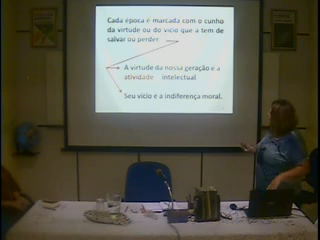 Cada época é marcada com o cunho
da virtude ou do vício que a tem de
salvar ou perder
A virtude da nossa geração é a
atividade intelectual
Seu vício é a indiferença moral.